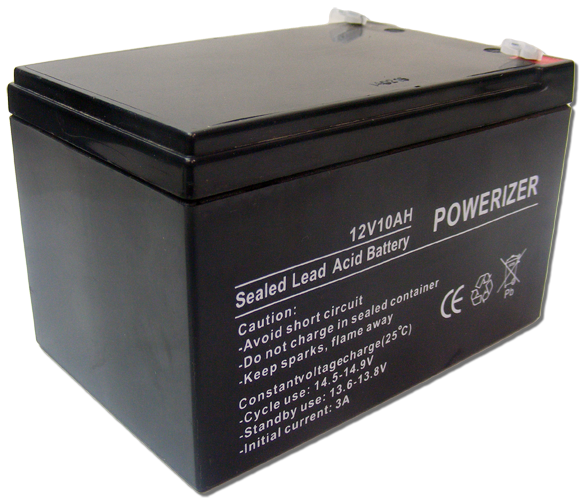 POWERIZER
12V10AH
Sealed Lead Acid Battery
Caution:
-Avoid short circuit
-Do not charge in sealed container
-Keep sparks, flame away
Constantvoltagecharge(25℃)
-Cycle use: 14.5-14.9V
-Standby use: 13.6-13.8V
-Initial current: 3A
CE
Pb